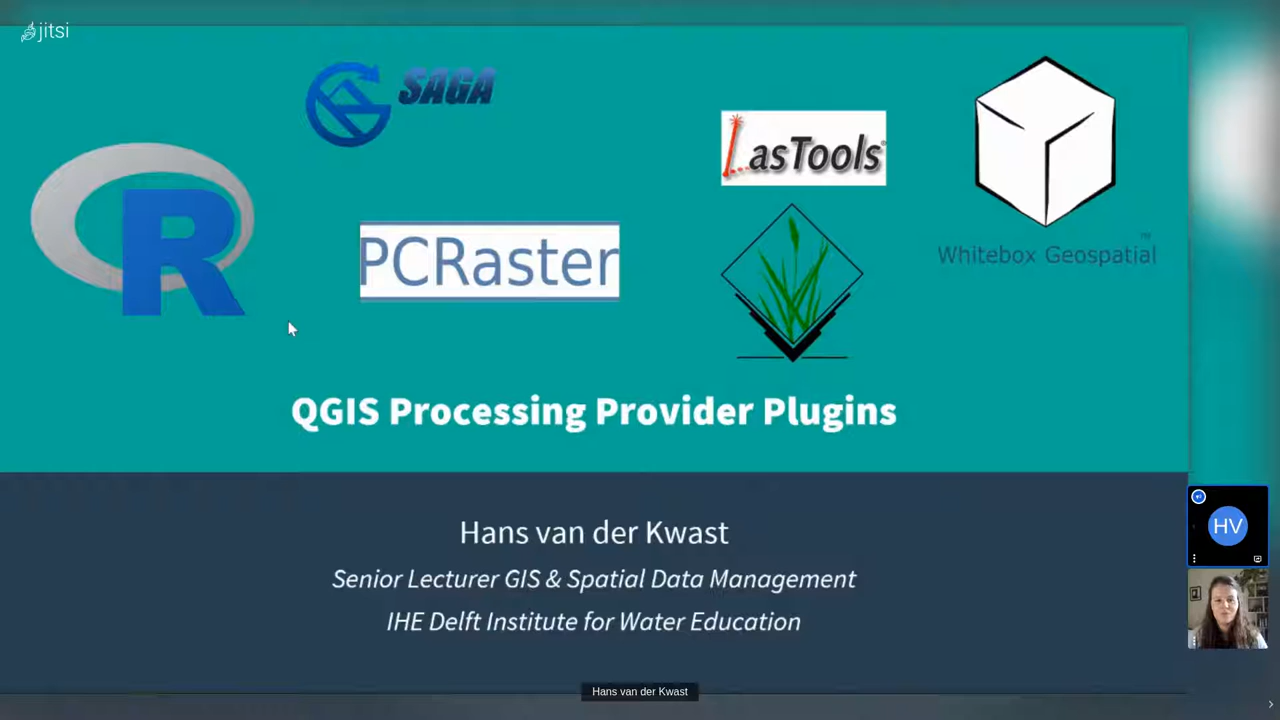 jitsi
SAGA
R
LasTools
PCRaster
Whitebox Geospatial
TM
QGIS Processing Provider Plugins
Hans van der Kwast
Senior Lecturer GIS & Spatial Data Management
IHE Delft Institute for Water Education
HV
Hans van der Kwast